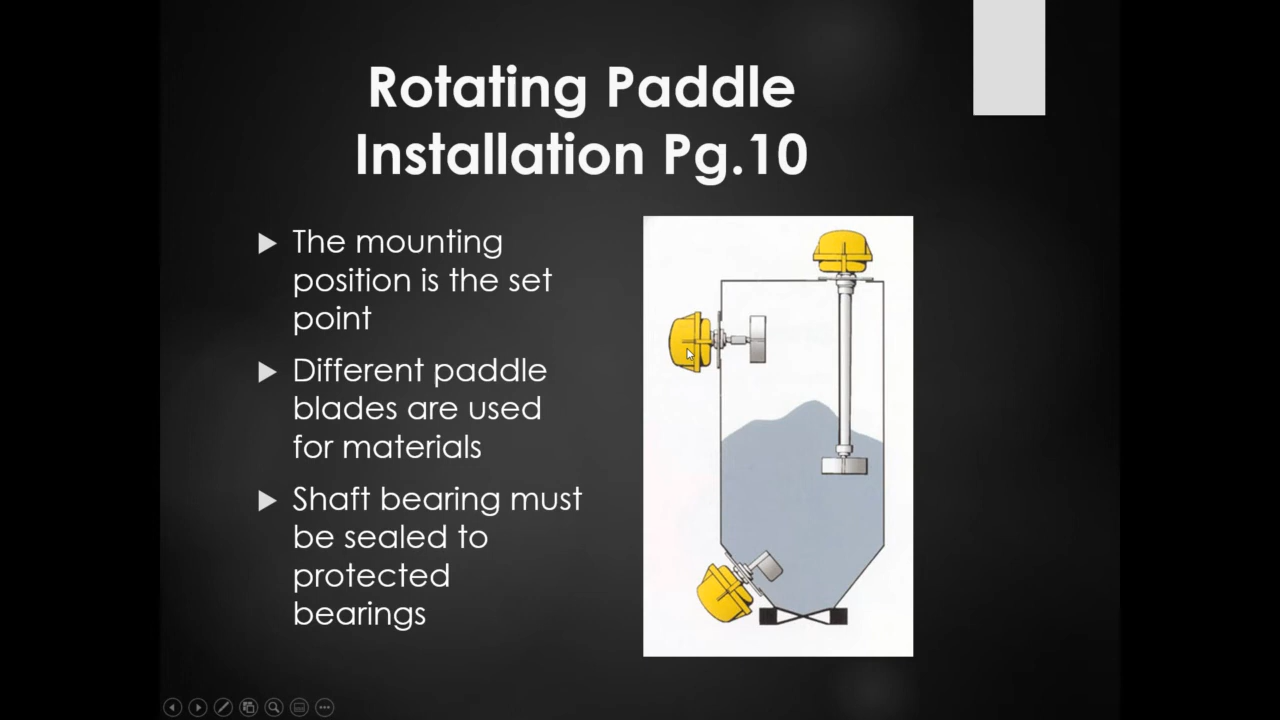 Rotating Paddle
Installation Pg.10
The mounting
position is the set
point
Different paddle
blades are used
for materials
Shaft bearing must
be sealed to
protected
bearings